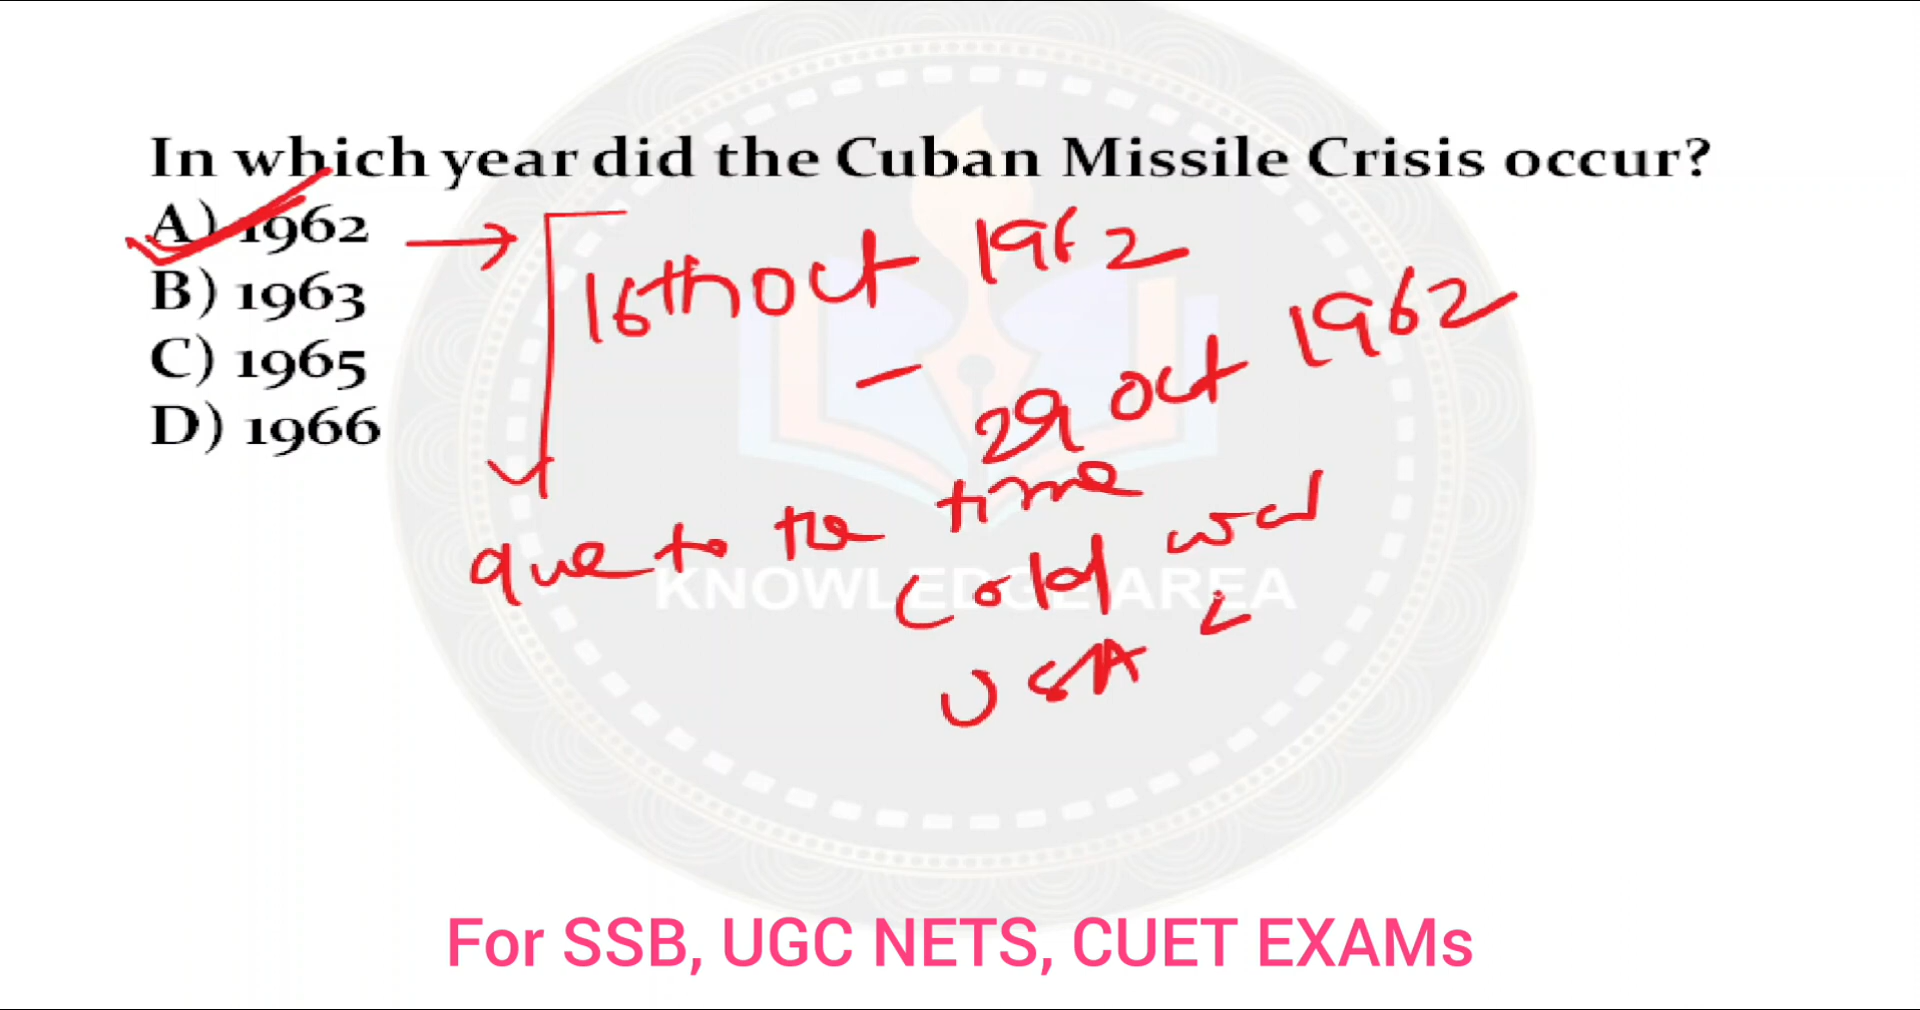 In which year did the Cuban Missile Crisis occur?
A) 1962
B) 1963
C) 1965
D) 1966
16th oct 1962
- 29 oct 1962
due to the time
cold war
USA &
KNOWLEDGE AREA
For SSB, UGC NETS, CUET EXAMs